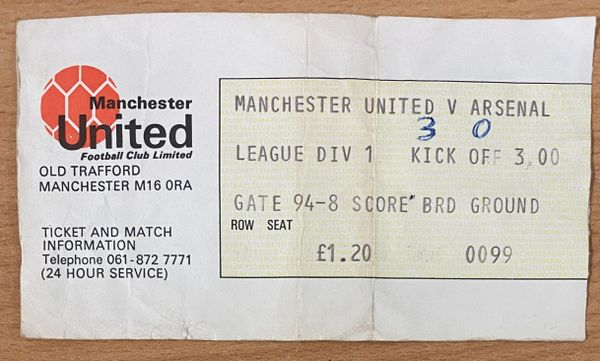 Manchester
United
Football Club Limited
OLD TRAFFORD
MANCHESTER M16 0RA
TICKET AND MATCH
INFORMATION
Telephone 061-872 7771
(24 HOUR SERVICE)
MANCHESTER UNITED V ARSENAL
3 0
LEAGUE DIV 1 KICK OFF 3.00
GATE 94-8 SCORE BRD GROUND
ROW SEAT
£1.20 0099